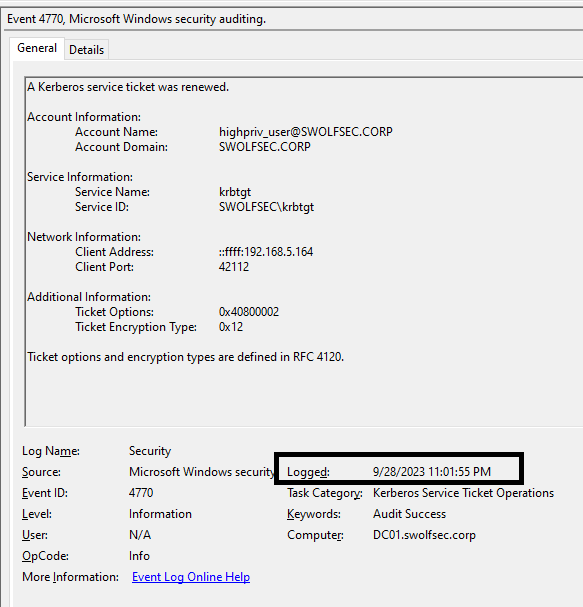 Event 4770, Microsoft Windows security auditing.
General Details
A Kerberos service ticket was renewed.
Account Information:
Account Name: highpriv_user@SWOLFSEC.CORP
Account Domain: SWOLFSEC.CORP
Service Information:
Service Name: krbtgt
Service ID: SWOLFSEC\krbtgt
Network Information:
Client Address: ::ffff:192.168.5.164
Client Port: 42112
Additional Information:
Ticket Options: 0x40800002
Ticket Encryption Type: 0x12
Ticket options and encryption types are defined in RFC 4120.
Log Name: Security
Source: Microsoft Windows security Logged: 9/28/2023 11:01:55 PM
Event ID: 4770 Task Category: Kerberos Service Ticket Operations
Level: Information Keywords: Audit Success
User: N/A Computer: DC01.swolfsec.corp
OpCode: Info
More Information: Event Log Online Help